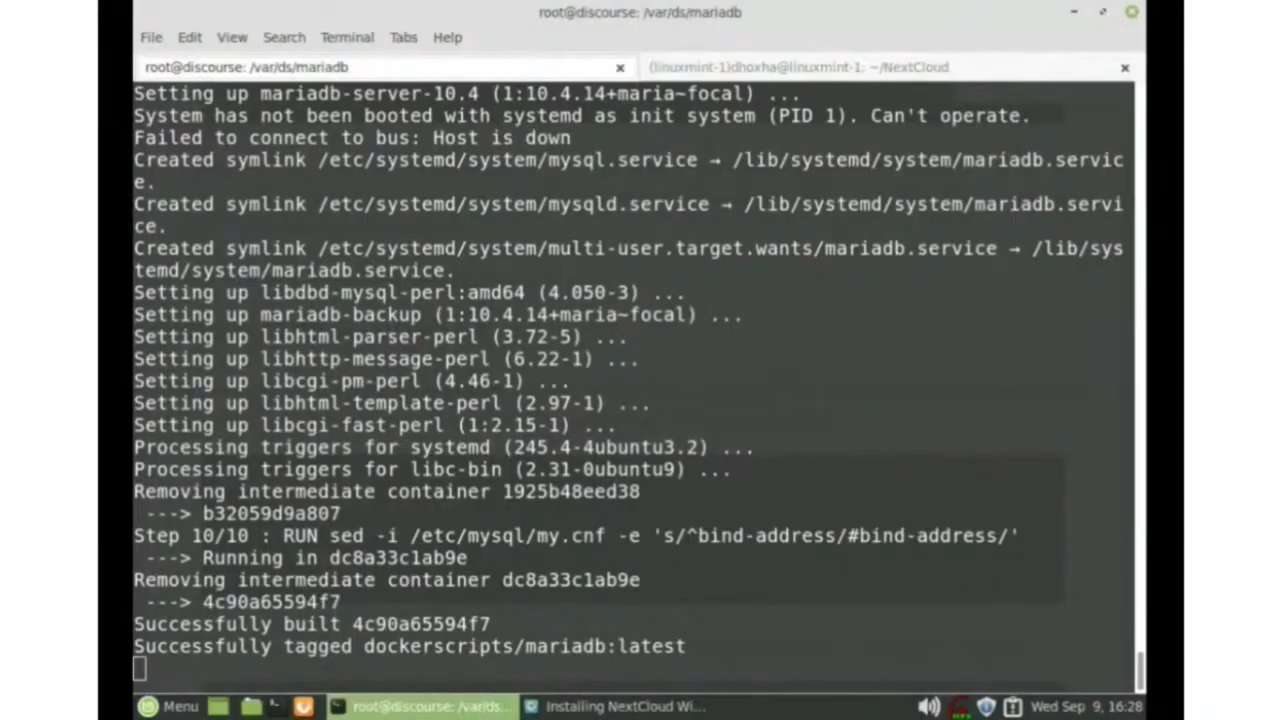 root@discourse: /var/ds/mariadb
File Edit View Search Terminal Tabs Help
root@discourse: /var/ds/mariadb × (linuxmint-1)dhoxha@linuxmint-1: ~/NextCloud ×
Setting up mariadb-server-10.4 (1:10.4.14+maria~focal) ...
System has not been booted with systemd as init system (PID 1). Can't operate.
Failed to connect to bus: Host is down
Created symlink /etc/systemd/system/mysql.service → /lib/systemd/system/mariadb.servic
e.
Created symlink /etc/systemd/system/mysqld.service → /lib/systemd/system/mariadb.servi
ce.
Created symlink /etc/systemd/system/multi-user.target.wants/mariadb.service → /lib/sys
temd/system/mariadb.service.
Setting up libdbd-mysql-perl:amd64 (4.050-3) ...
Setting up mariadb-backup (1:10.4.14+maria~focal) ...
Setting up libhtml-parser-perl (3.72-5) ...
Setting up libhttp-message-perl (6.22-1) ...
Setting up libcgi-pm-perl (4.46-1) ...
Setting up libhtml-template-perl (2.97-1) ...
Setting up libcgi-fast-perl (1:2.15-1) ...
Processing triggers for systemd (245.4-4ubuntu3.2) ...
Processing triggers for libc-bin (2.31-0ubuntu9) ...
Removing intermediate container 1925b48eed38
---> b32059d9a807
Step 10/10 : RUN sed -i /etc/mysql/my.cnf -e 's/^bind-address/#bind-address/'
---> Running in dc8a33c1ab9e
Removing intermediate container dc8a33c1ab9e
---> 4c90a65594f7
Successfully built 4c90a65594f7
Successfully tagged dockerscripts/mariadb:latest
Menu root@discourse: /var/ds... Installing NextCloud Wi... Wed Sep 9, 16:28